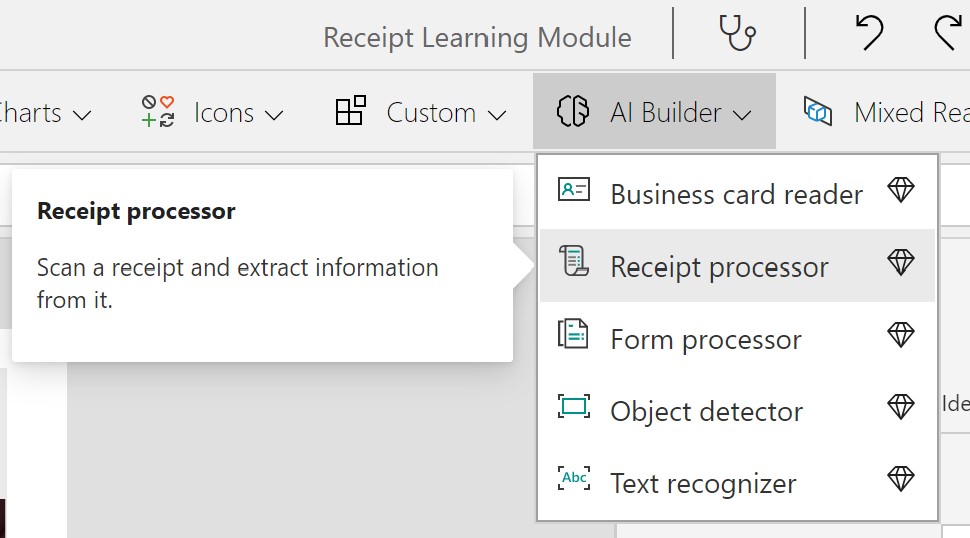 Receipt Learning Module
Charts Icons Custom AI Builder Mixed Rea
Receipt processor
Scan a receipt and extract information
from it.
Business card reader
Receipt processor
Form processor
Object detector
Ide
Abc Text recognizer